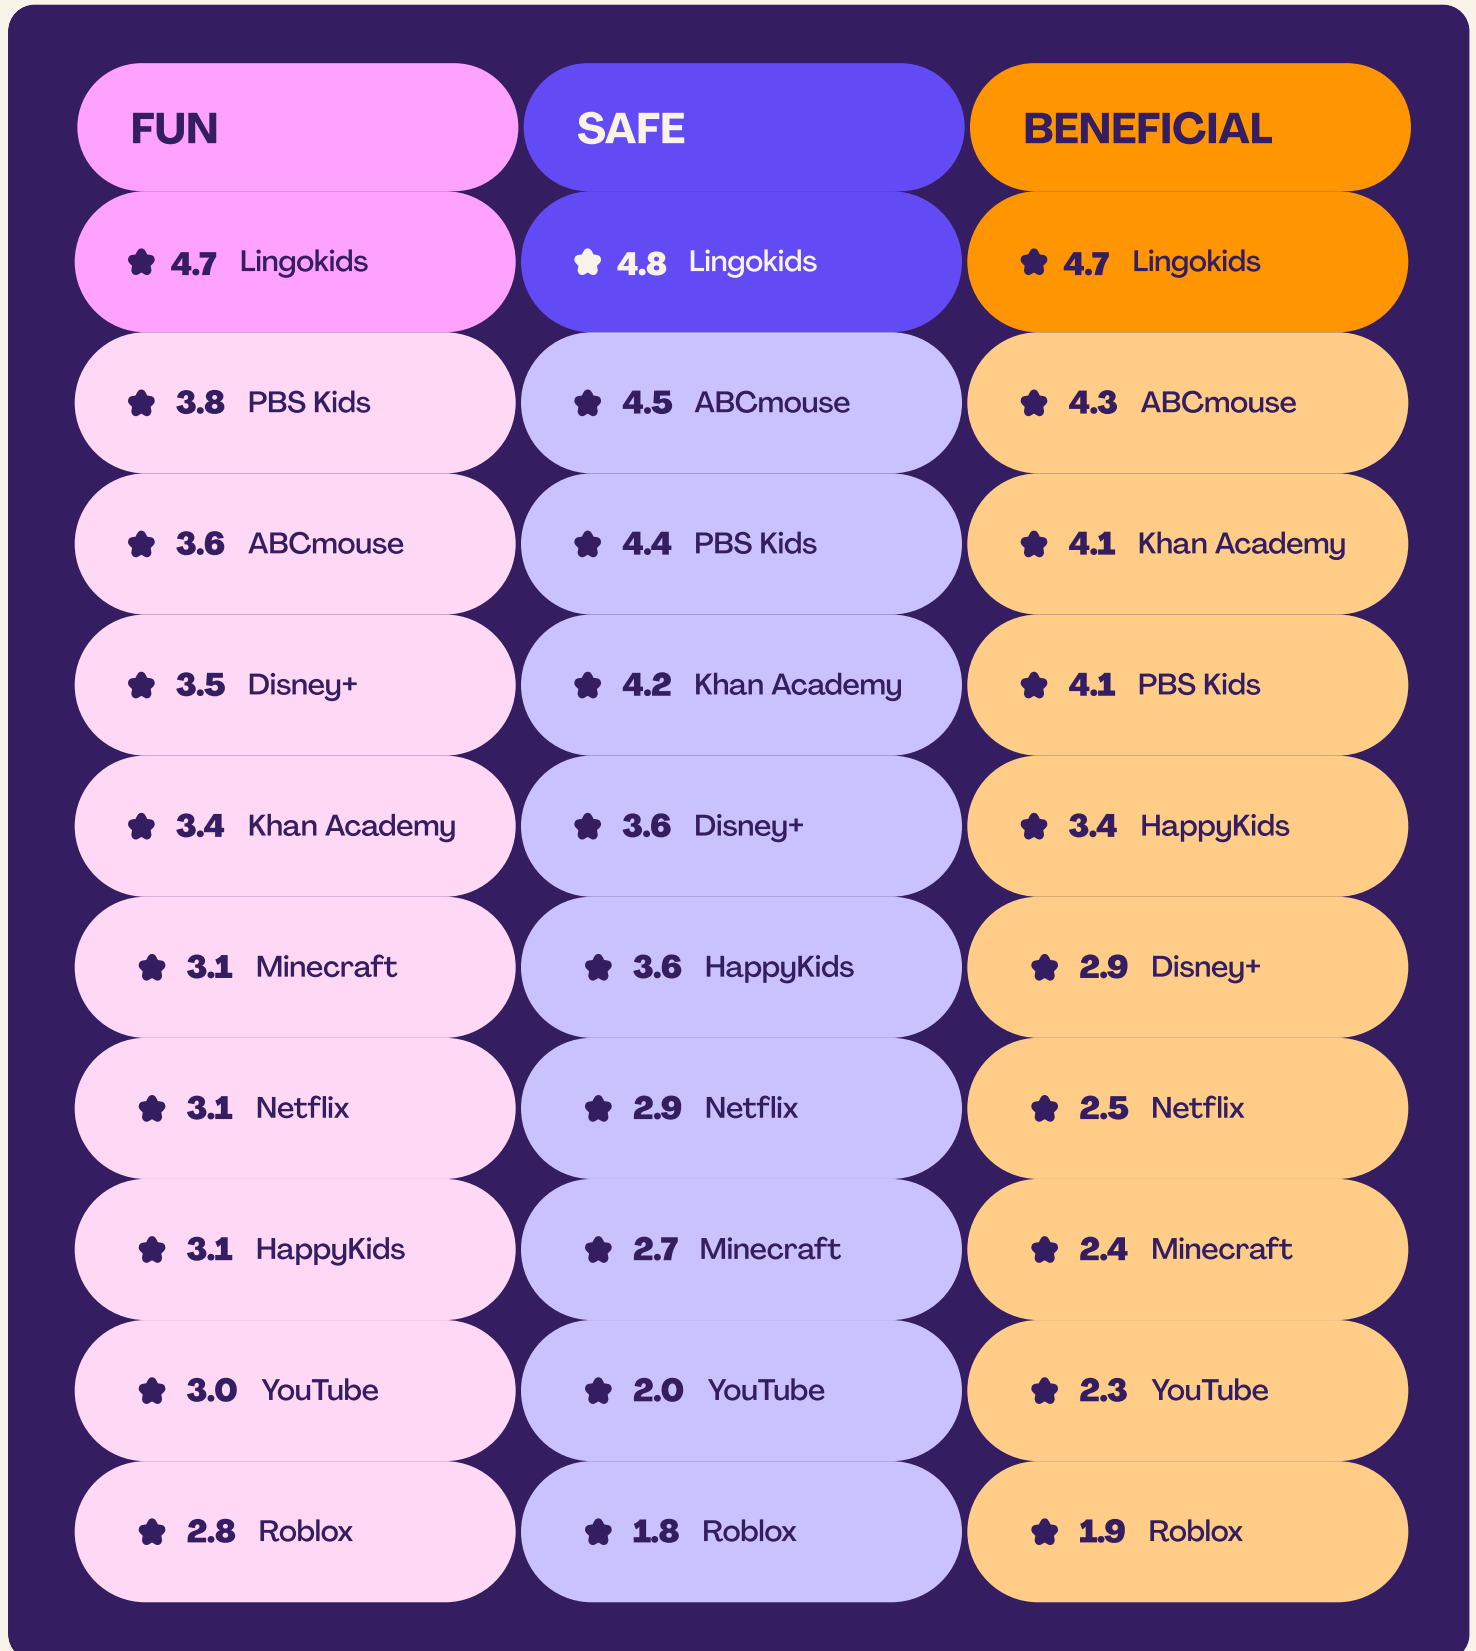 FUN SAFE BENEFICIAL
4.7 Lingokids 4.8 Lingokids 4.7 Lingokids
3.8 PBS Kids 4.5 ABCmouse 4.3 ABCmouse
3.6 ABCmouse 4.4 PBS Kids 4.1 Khan Academy
3.5 Disney+ 4.2 Khan Academy 4.1 PBS Kids
3.4 Khan Academy 3.6 Disney+ 3.4 HappyKids
3.1 Minecraft 3.6 HappyKids 2.9 Disney+
3.1 Netflix 2.9 Netflix 2.5 Netflix
3.1 HappyKids 2.7 Minecraft 2.4 Minecraft
3.0 YouTube 2.0 YouTube 2.3 YouTube
2.8 Roblox 1.8 Roblox 1.9 Roblox